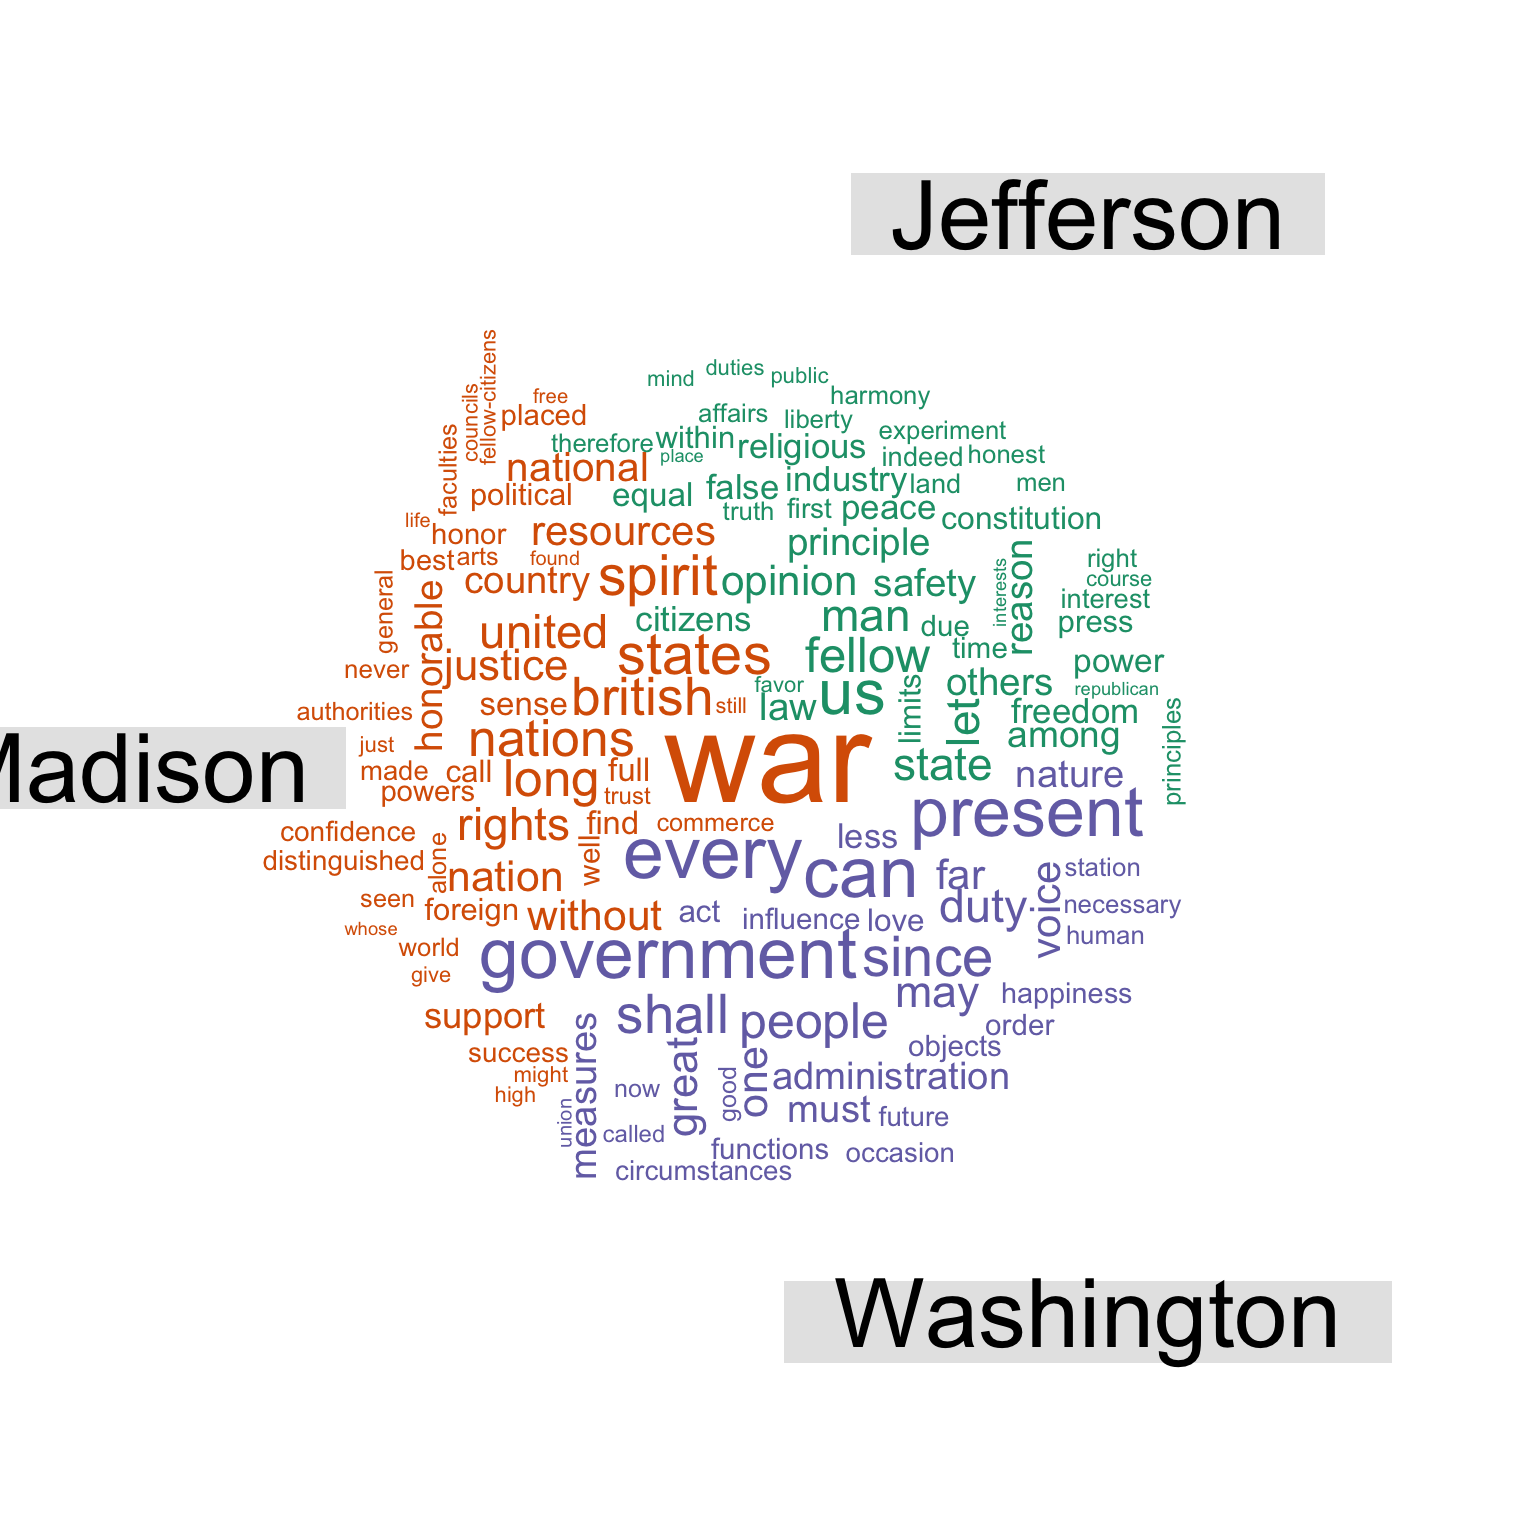 Jefferson
fellow-citizens
councils
free
placed
mind
duties
public
harmony
affairs
liberty
experiment
therefore
within
religious
indeed
honest
place
faculties
national
political
equal
false
industry
land
men
truth
first
peace
constitution
life
honor
resources
principle
best
arts
found
country
spirit
opinion
safety
interests
reason
right
course
interest
press
general
honorable
united
citizens
man
due
time
never
justice
states
fellow
others
power
republican
authorities
sense
british
still
favor
law
us
limits
let
freedom
among
principles
Madison
just
nations
war
state
nature
made
call
powers
long
full
trust
present
confidence
rights
find
commerce
less
distinguished
alone
nation
well
every
can
far
voice
station
seen
foreign
without
act
influence
love
duty
necessary
whose
world
human
give
government
since
may
happiness
support
shall
people
order
success
might
high
measures
great
objects
now
good
one
administration
union
called
must
future
functions
occasion
circumstances
Washington